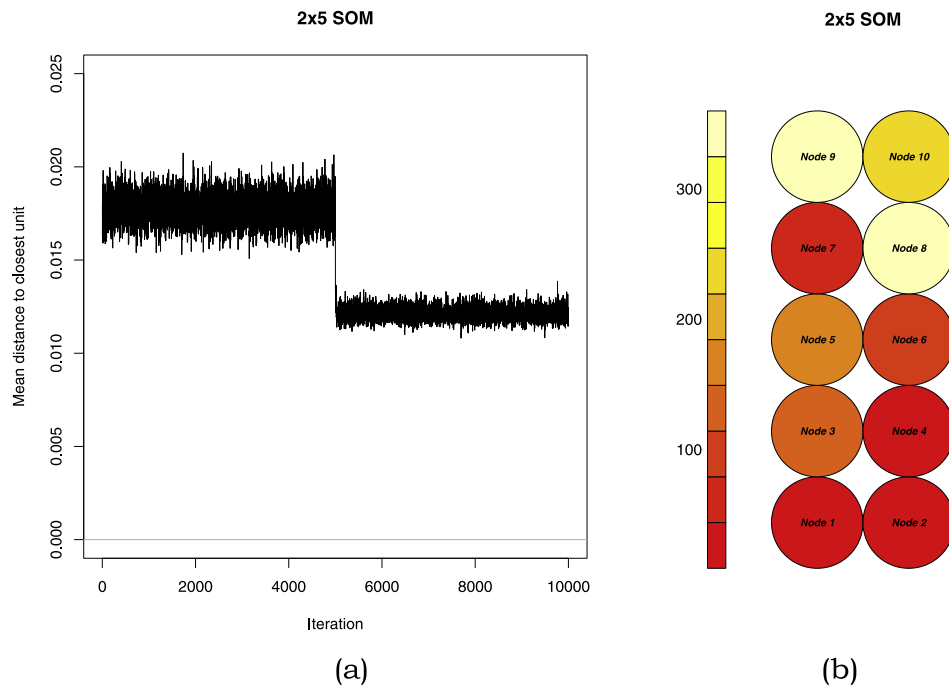 2x5 SOM
Mean distance to closest unit
0.025
0.020
0.015
0.010
0.005
0.000
0
2000
4000
6000
8000
10000
Iteration
(a)
2x5 SOM
300
200
100
Node 9
Node 10
Node 7
Node 8
Node 5
Node 6
Node 3
Node 4
Node 1
Node 2
(b)